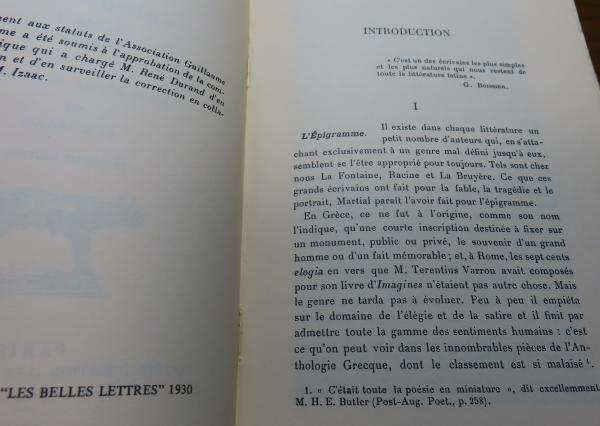 ent aux statuts de l'Association Guillaume
me a été soumis à l'approbation de la com-
ique qui a chargé M. René Durand d'en
n et d'en surveiller la correction en colla-
M. Izaac.
"LES BELLES LETTRES" 1930
INTRODUCTION
« C'est un des écrivains les plus simples
et les plus naturels qui nous restent de
toute la littérature latine ».
G. Boissier.
I
L'Épigramme. Il existe dans chaque littérature un
petit nombre d'auteurs qui, en s'atta-
chant exclusivement à un genre mal défini jusqu'à eux,
semblent se l'être approprié pour toujours. Tels sont chez
nous La Fontaine, Racine et La Bruyère. Ce que ces
grands écrivains ont fait pour la fable, la tragédie et le
portrait, Martial paraît l'avoir fait pour l'épigramme.
En Grèce, ce ne fut à l'origine, comme son nom
l'indique, qu'une courte inscription destinée à fixer sur
un monument, public ou privé, le souvenir d'un grand
homme ou d'un fait mémorable ; et, à Rome, les sept cents
elogia en vers que M. Terentius Varron avait composés
pour son livre d'Imagines n'étaient pas autre chose. Mais
le genre ne tarda pas à évoluer. Peu à peu il empiéta
sur le domaine de l'élégie et de la satire et il finit par
admettre toute la gamme des sentiments humains : c'est
ce qu'on peut voir dans les innombrables pièces de l'An-
thologie Grecque, dont le classement est si malaisé 1.
1. « C'était toute la poésie en miniature », dit excellemment
M. H. E. Butler (Post-Aug. Poet., p. 258).